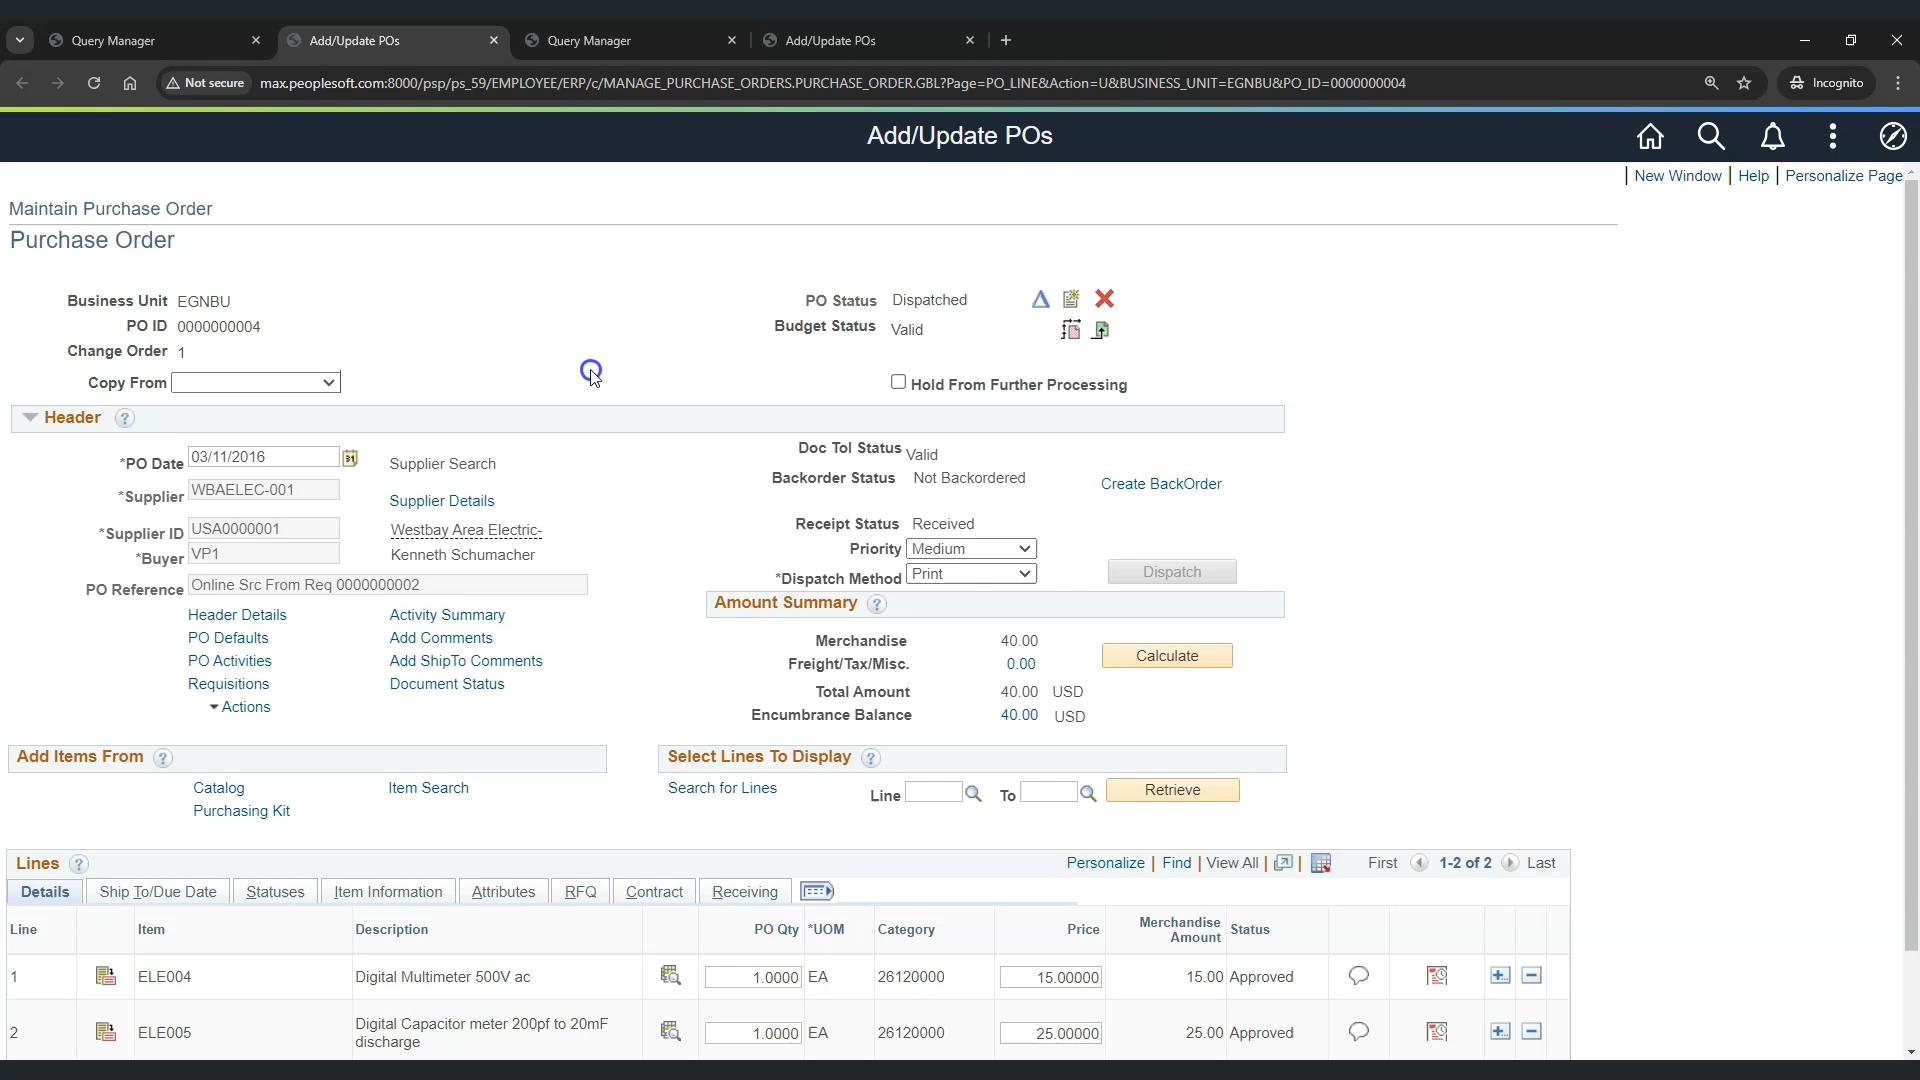 Query Manager
Add/Update POs
Query Manager
Add/Update POs
Not secure
max.peoplesoft.com:8000/psp/ps_59/EMPLOYEE/ERP/c/MANAGE_PURCHASE_ORDERS.PURCHASE_ORDER.GBL?Page=PO_LINE&Action=U&BUSINESS_UNIT=EGNBU&PO_ID=0000000004
Incognito
Add/Update POs
New Window | Help | Personalize Page
Maintain Purchase Order
Purchase Order
Business Unit EGNBU
PO Status Dispatched
PO ID 0000000004
Budget Status Valid
Change Order 1
Copy From
Hold From Further Processing
Header ?
*PO Date 03/11/2016
31
Supplier Search
Doc Tol Status Valid
Backorder Status Not Backordered
Create BackOrder
*Supplier WBAELEC-001
Supplier Details
*Supplier ID USA0000001
Westbay Area Electric-
Receipt Status Received
*Buyer VP1
Kenneth Schumacher
Priority Medium
*Dispatch Method Print
Dispatch
PO Reference Online Src From Req 0000000002
Amount Summary ?
Header Details
Activity Summary
PO Defaults
Add Comments
Merchandise 40.00
Calculate
PO Activities
Add ShipTo Comments
Freight/Tax/Misc. 0.00
Requisitions
Document Status
Total Amount 40.00 USD
Actions
Encumbrance Balance 40.00 USD
Add Items From ?
Select Lines To Display ?
Catalog
Item Search
Search for Lines
Line
To
Retrieve
Purchasing Kit
Lines ?
Personalize | Find | View All | |
First 1-2 of 2 Last
Details
Ship To/Due Date
Statuses
Item Information
Attributes
RFQ
Contract
Receiving
Line Item Description PO Qty *UOM Category Price Merchandise Amount Status
1 ELE004 Digital Multimeter 500V ac 1.0000 EA 26120000 15.00000 15.00 Approved
2 ELE005 Digital Capacitor meter 200pf to 20mF discharge 1.0000 EA 26120000 25.00000 25.00 Approved